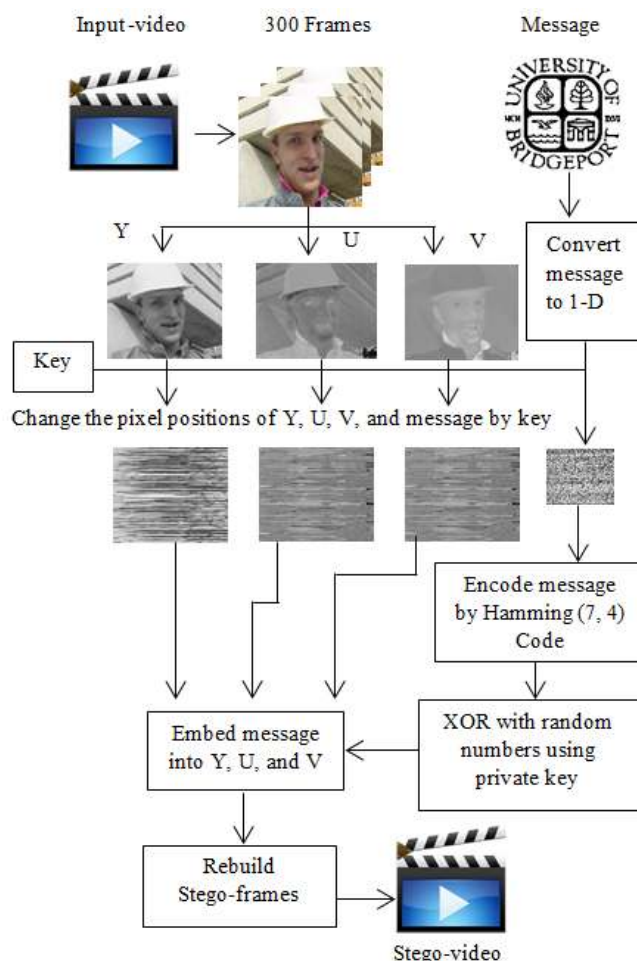 Input-video
300 Frames
Message
UNIVERSITY OF
BRIDGEPORT
Y
U
V
Convert
message
to 1-D
Key
Change the pixel positions of Y, U, V, and message by key
Encode message
by Hamming (7, 4)
Code
Embed message
into Y, U, and V
XOR with random
numbers using
private key
Rebuild
Stego-frames
Stego-video